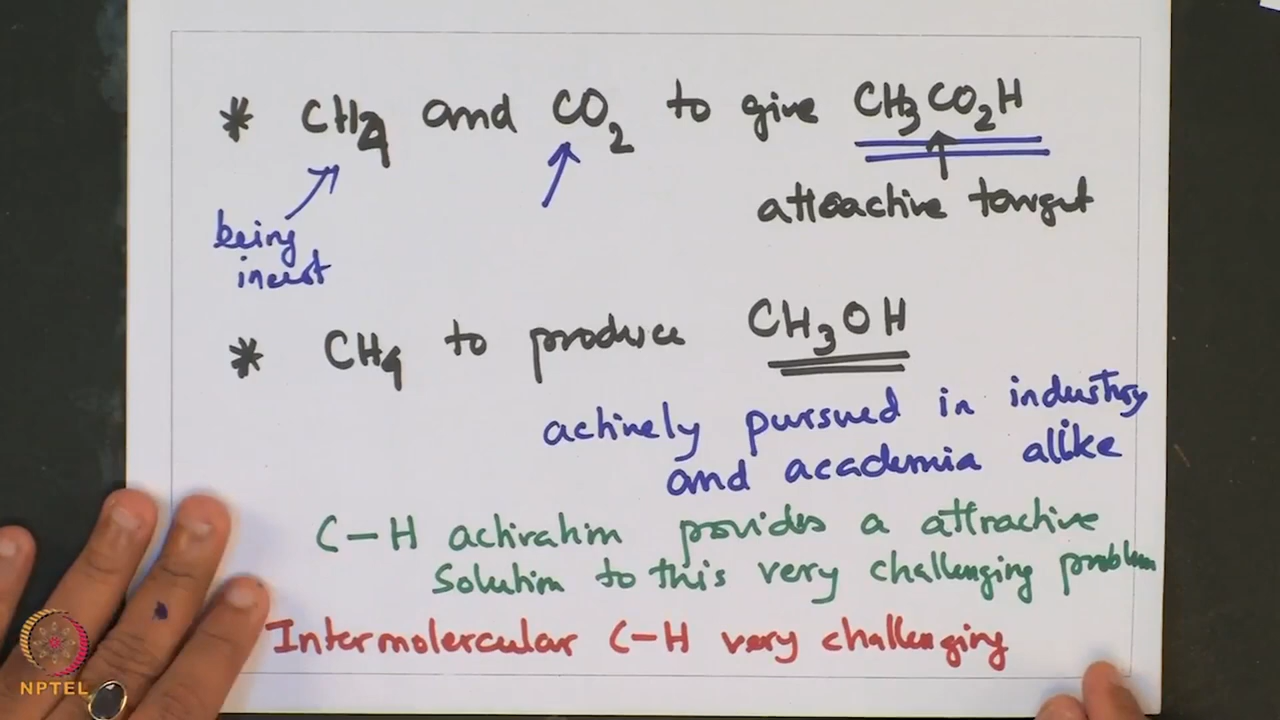 * CH4 and CO2 to give CH3CO2H
attractive target
being
inert
* CH4 to produce CH3OH
actively pursued in industry
and academia alike
C-H activation provides a attractive
Solution to this very challenging problem
Intermolercular C-H very challenging
NPTEL